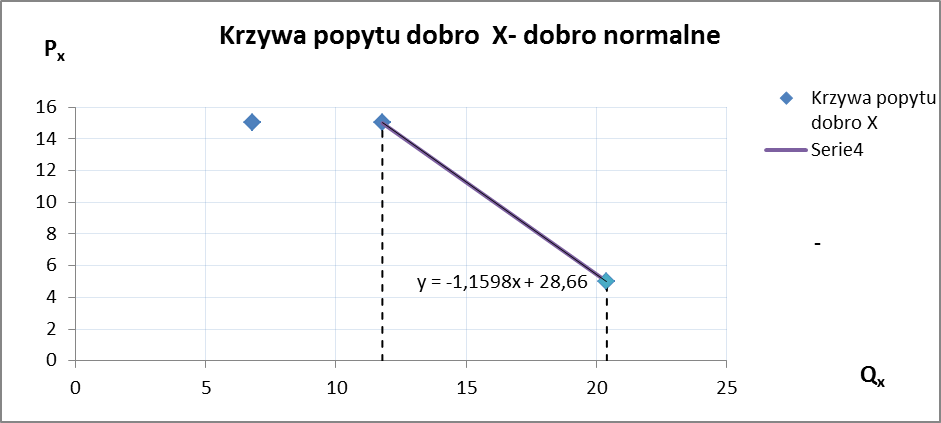 Krzywa popytu dobro  X- dobro normalne
Px
16
14
12
10
8
6
4
2
0
0 5 10 15 20 25
y = -1,1598x + 28,66
Qx
Krzywa popytu
dobro X
Serie4
-